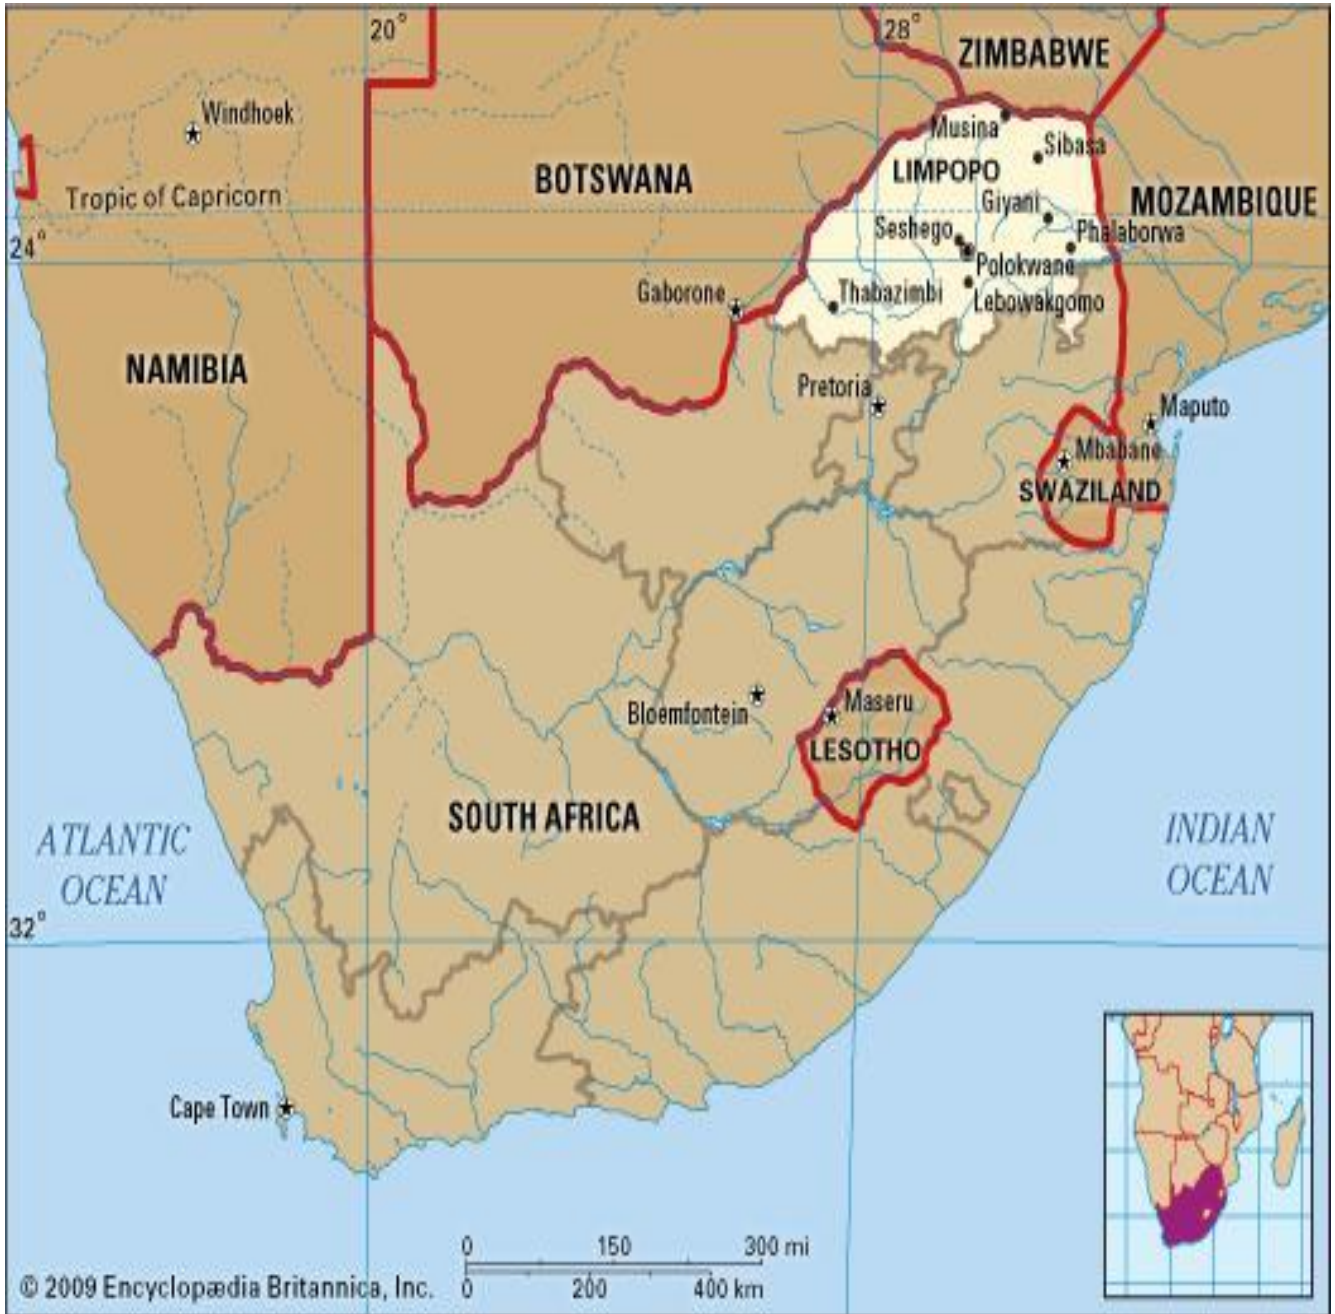 20°
28°
ZIMBABWE
Windhoek
Musina
Sibasa
LIMPOPO
BOTSWANA
Tropic of Capricorn
Giyani
MOZAMBIQUE
Seshego
Phalaborwa
24°
Polokwane
Gaborone
Thabazimbi
Lebowakgomo
NAMIBIA
Pretoria
Maputo
Mbabane
SWAZILAND
Bloemfontein
Maseru
LESOTHO
SOUTH AFRICA
ATLANTIC
OCEAN
INDIAN
OCEAN
32°
Cape Town
0 150 300 mi
0 200 400 km
© 2009 Encyclopædia Britannica, Inc.